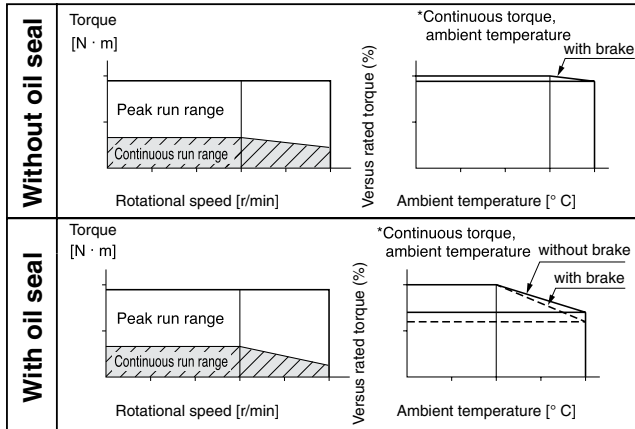 Without oil seal
Torque
[N · m]
Peak run range
Continuous run range
Rotational speed [r/min]
*Continuous torque,
ambient temperature
with brake
Versus rated torque (%)
Ambient temperature [° C]
With oil seal
Torque
[N · m]
Peak run range
Continuous run range
Rotational speed [r/min]
*Continuous torque,
ambient temperature
without brake
with brake
Versus rated torque (%)
Ambient temperature [° C]